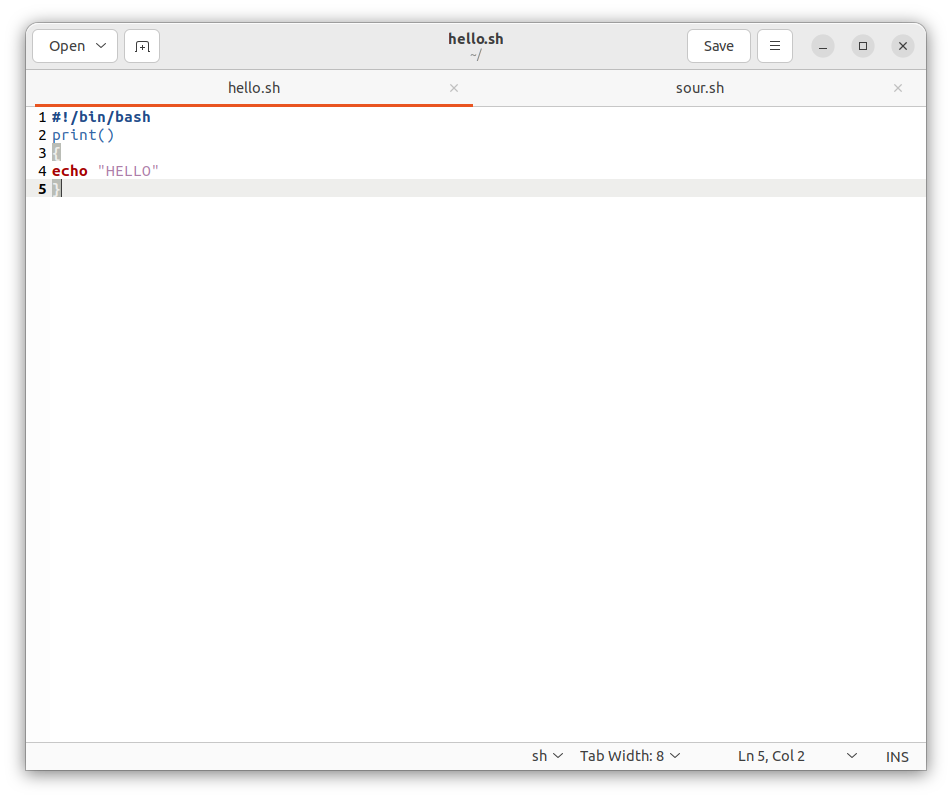 Open
hello.sh
~/
Save
hello.sh
sour.sh
1 #!/bin/bash
2 print()
3 {
4 echo "HELLO"
5 }
sh
Tab Width: 8
Ln 5, Col 2
INS